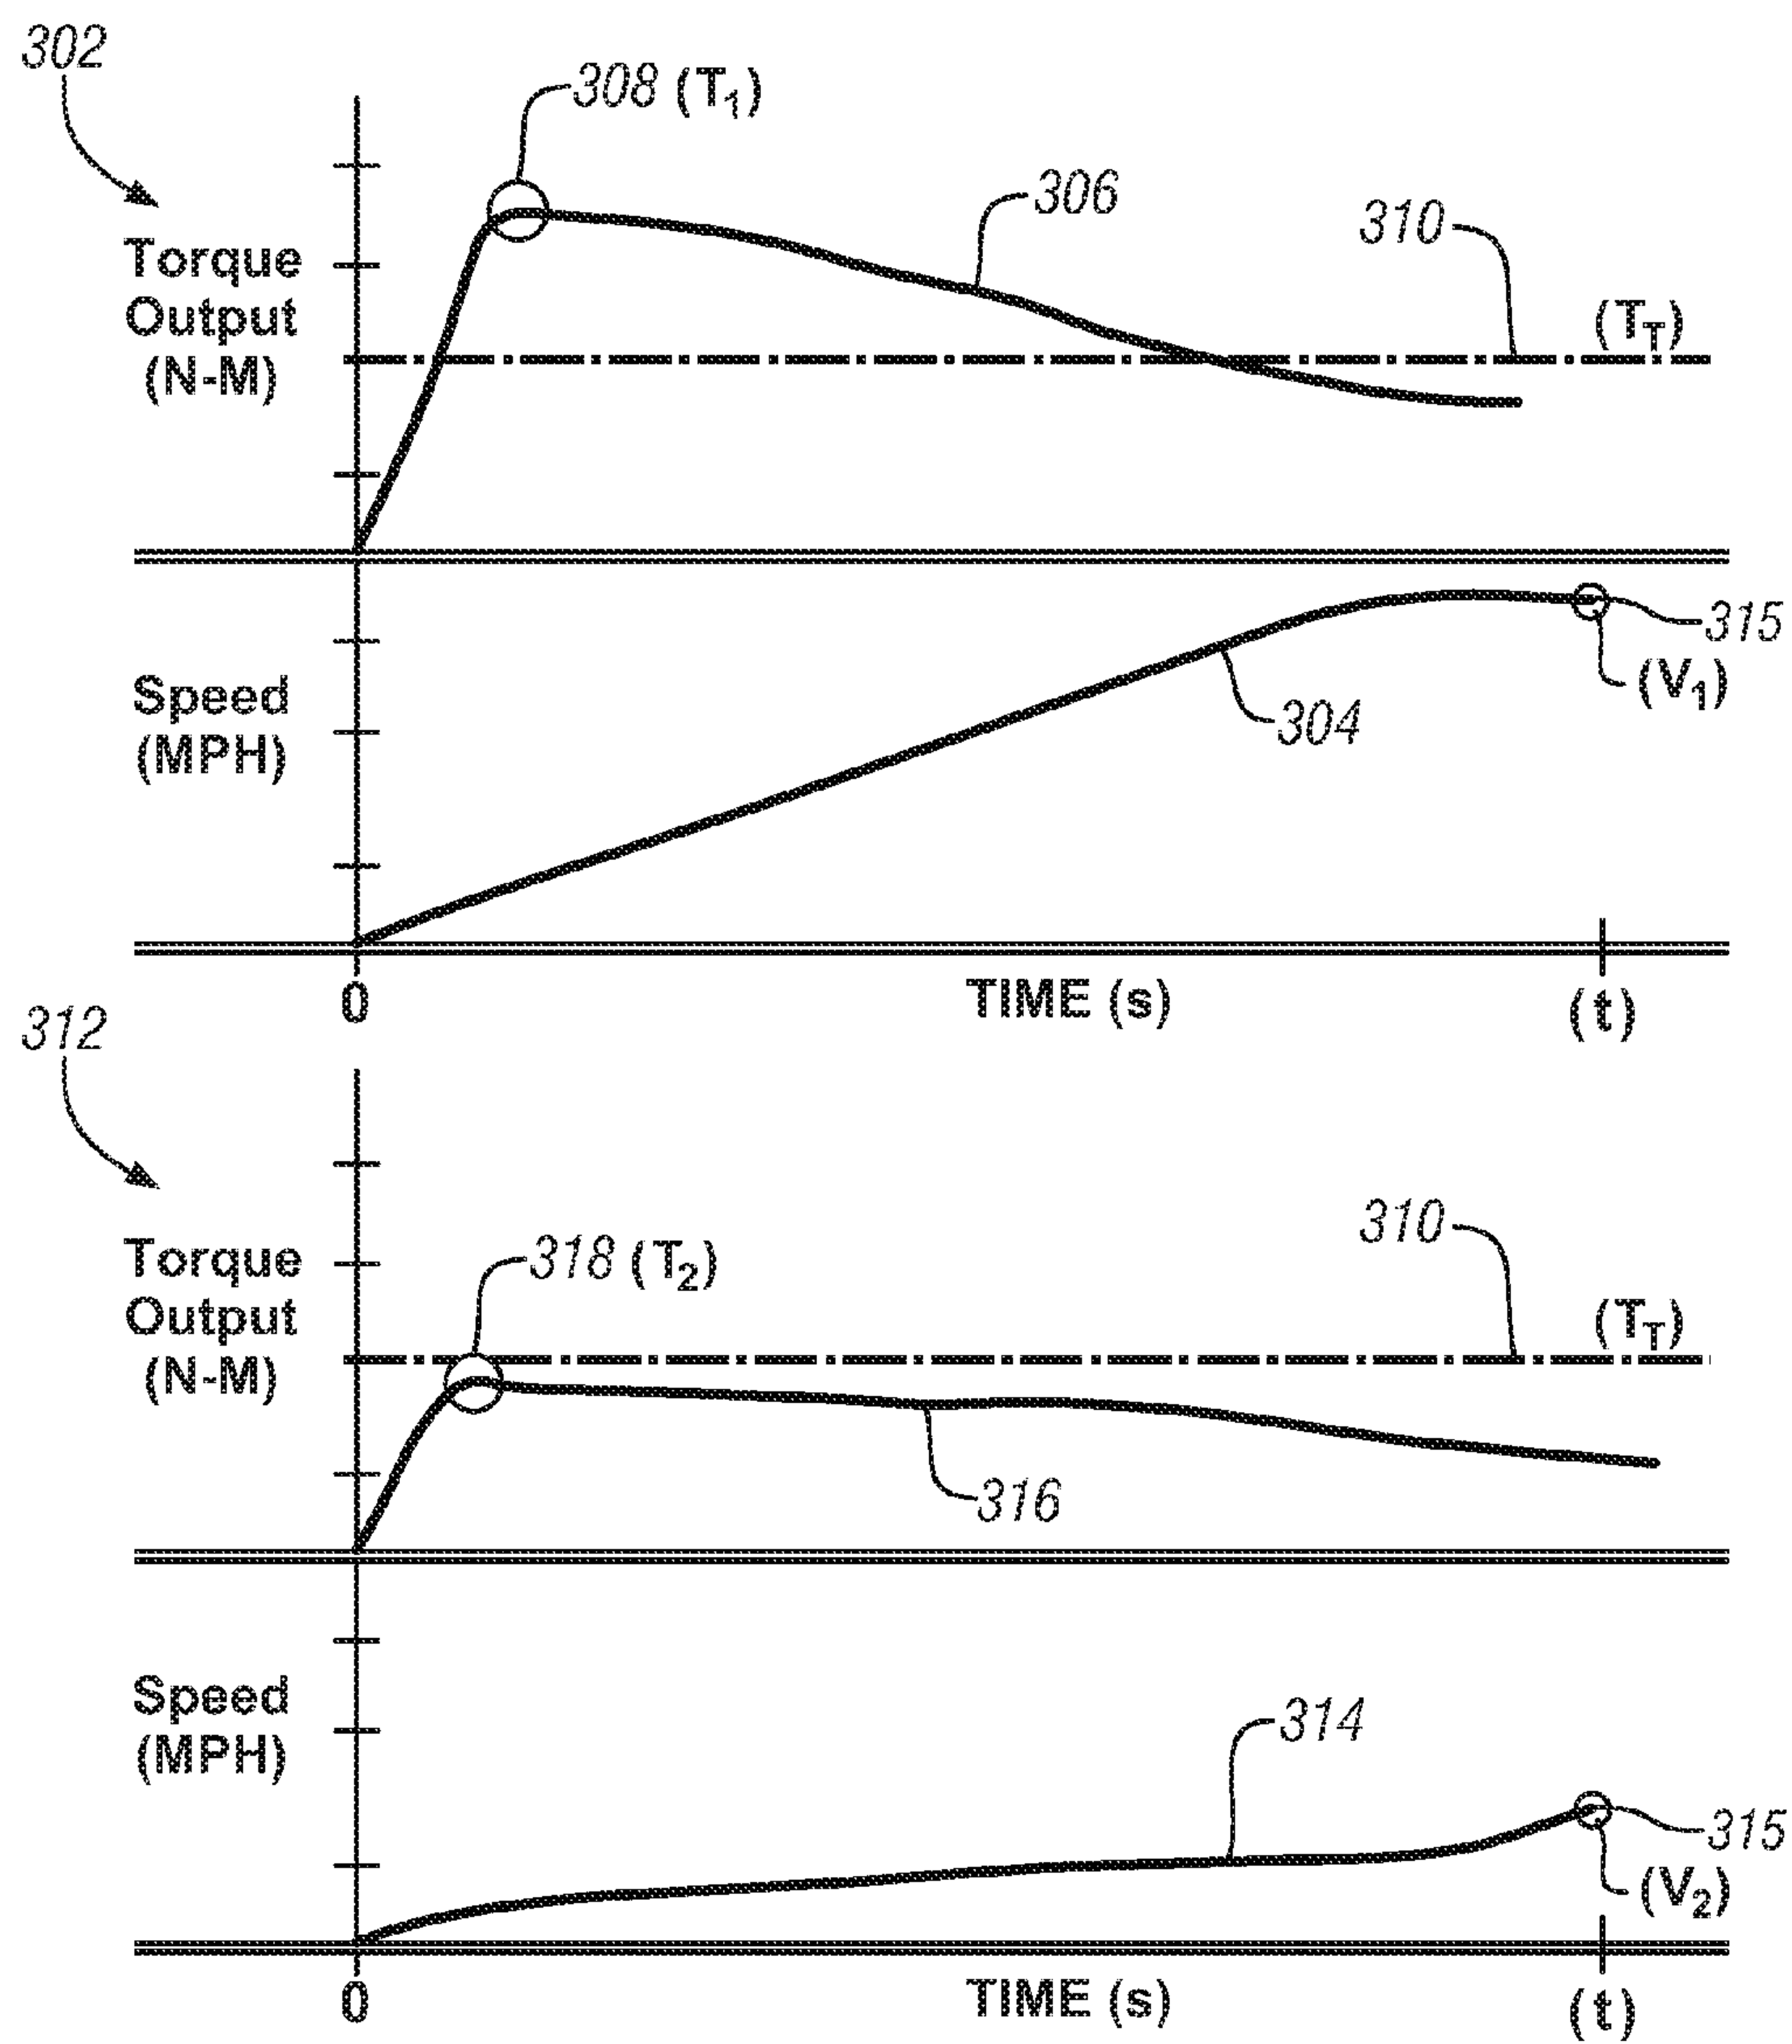 302
308 (T1)
306
310
Torque
Output
(N-M)
(TT)
315
(V1)
Speed
(MPH)
304
0
TIME (s)
(t)
312
310
318 (T2)
Torque
Output
(N-M)
(TT)
316
Speed
(MPH)
314
315
(V2)
0
TIME (s)
(t)